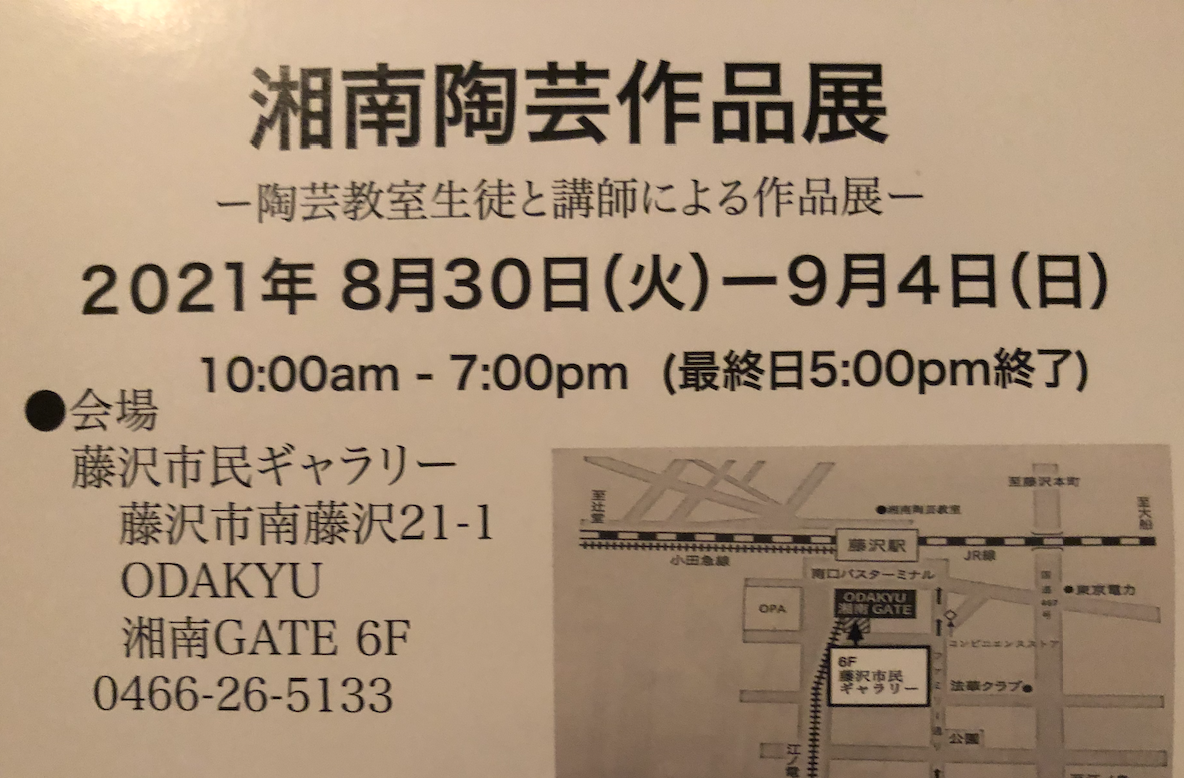 湘南陶芸作品展
ー陶芸教室生徒と講師による作品展ー
2021年 8月30日(火)ー9月4日(日)
10:00am - 7:00pm (最終日5:00pm終了)
●会場
藤沢市民ギャラリー
藤沢市南藤沢21-1
ODAKYU
湘南GATE 6F
0466-26-5133
至辻堂
至藤沢本町
至大船
●湘南陶芸教室
藤沢駅
小田急線
JR線
南口バスターミナル
国道467号
●東京電力
OPA
ODAKYU
湘南 GATE
コンビニエンスストア
6F
藤沢市民
ギャラリー
法華クラブ●
ファミリー通り
公園
江ノ電